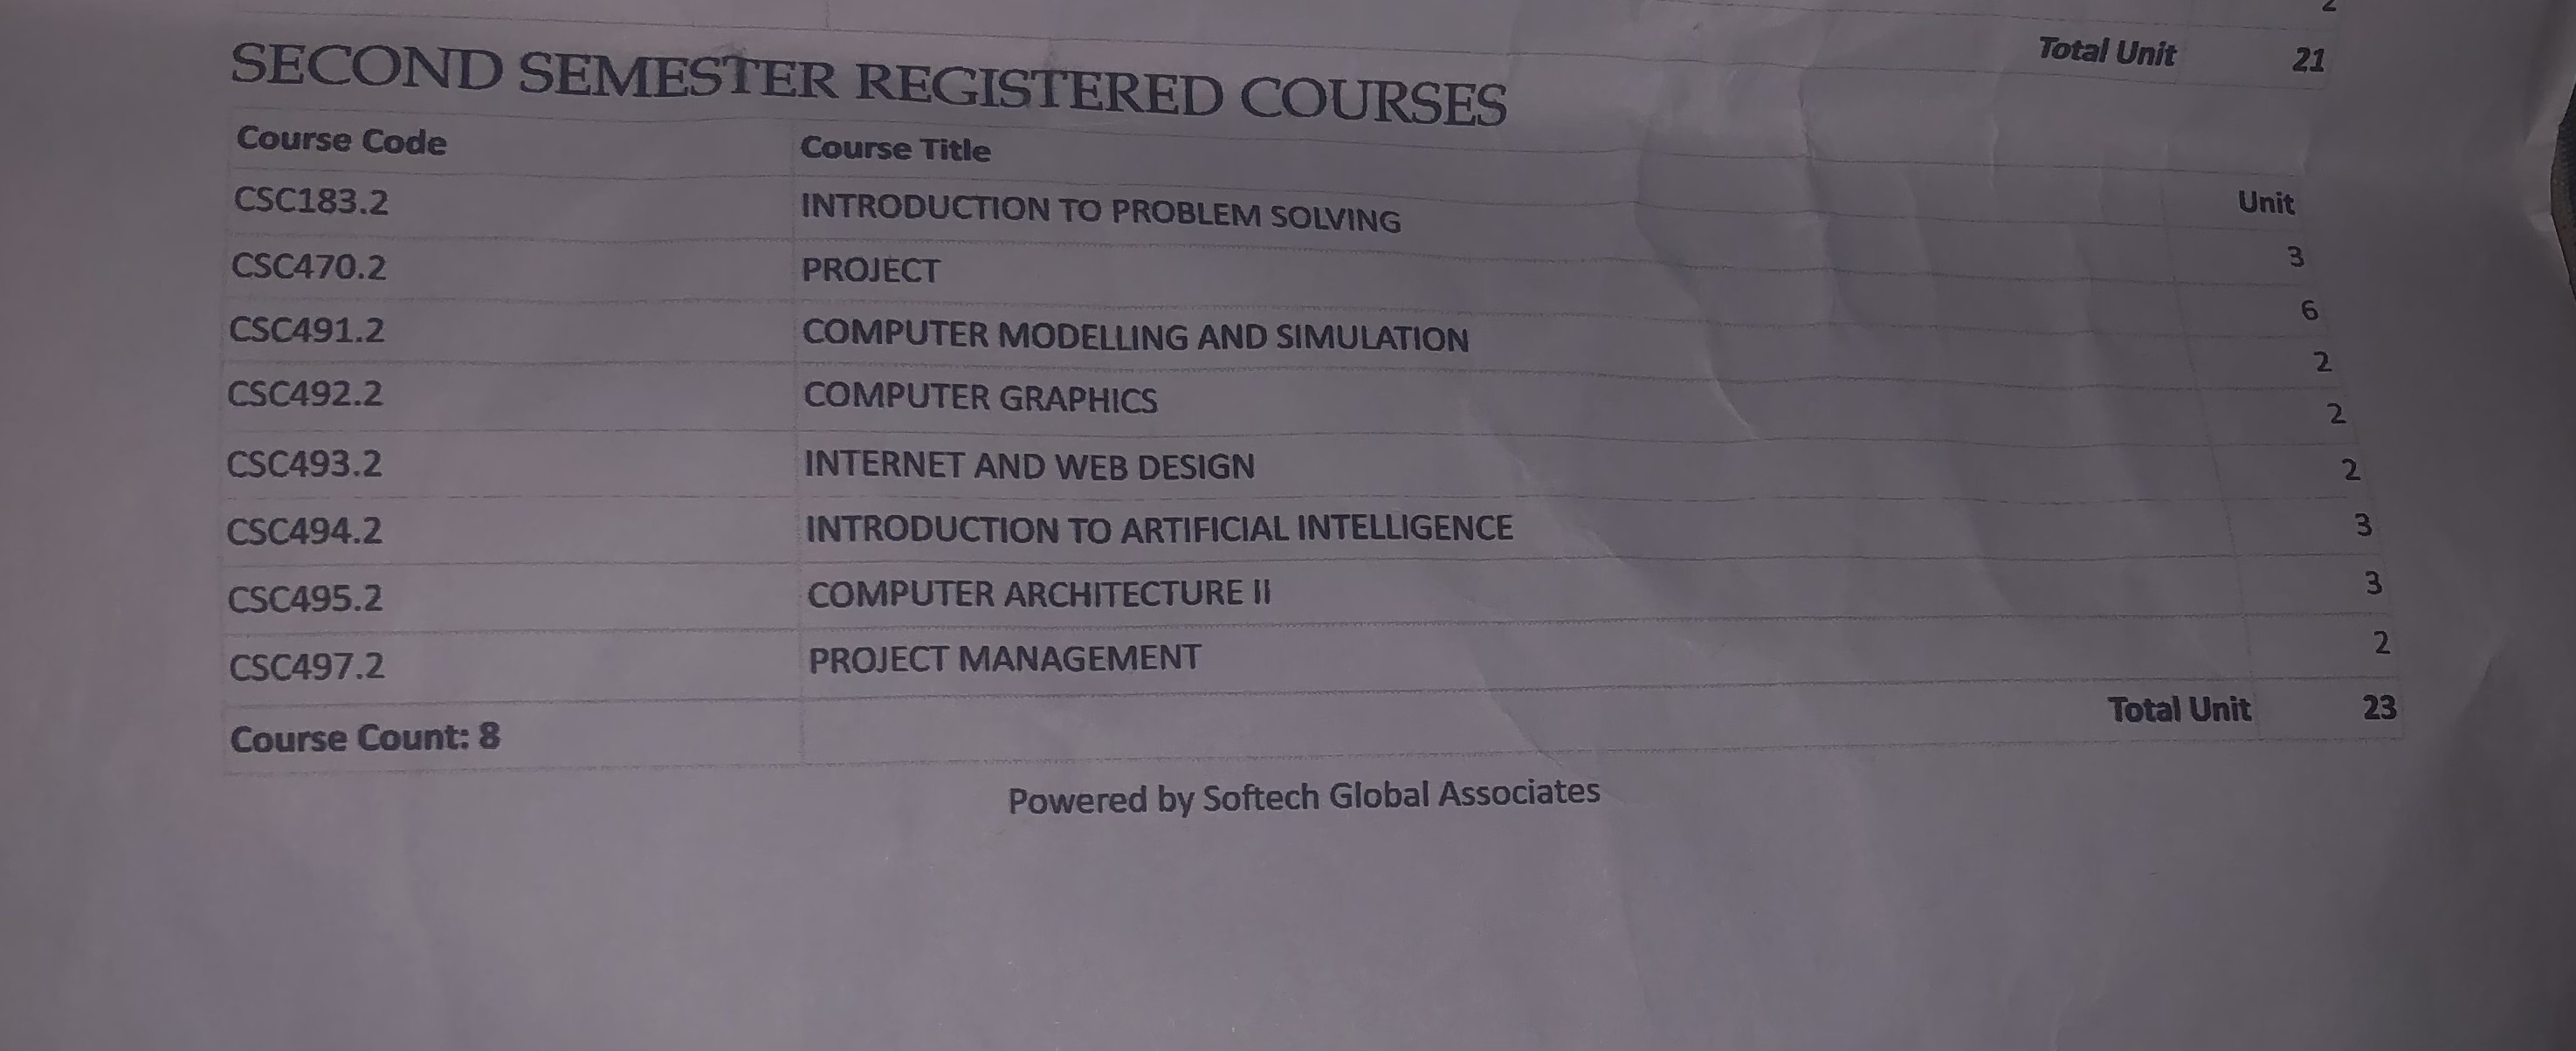 2
Total Unit 21
SECOND SEMESTER REGISTERED COURSES
Course Code Course Title Unit
CSC183.2 INTRODUCTION TO PROBLEM SOLVING 3
CSC470.2 PROJECT 6
CSC491.2 COMPUTER MODELLING AND SIMULATION 2
CSC492.2 COMPUTER GRAPHICS 2
CSC493.2 INTERNET AND WEB DESIGN 2
CSC494.2 INTRODUCTION TO ARTIFICIAL INTELLIGENCE 3
CSC495.2 COMPUTER ARCHITECTURE II 3
CSC497.2 PROJECT MANAGEMENT 2
Course Count: 8 Total Unit 23
Powered by Softech Global Associates